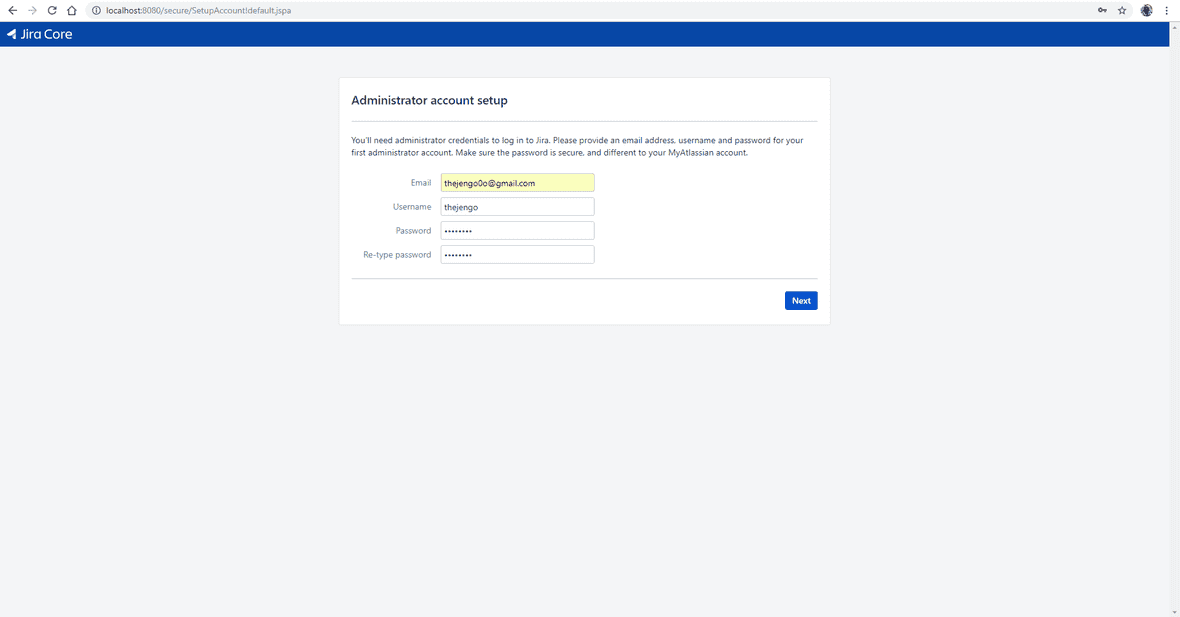 localhost:8080/secure/SetupAccount!default.jspa
Jira Core
Administrator account setup
You'll need administrator credentials to log in to Jira. Please provide an email address, username and password for your
first administrator account. Make sure the password is secure, and different to your MyAtlassian account.
Email thejengo0o@gmail.com
Username thejengo
Password ••••••••
Re-type password ••••••••
Next